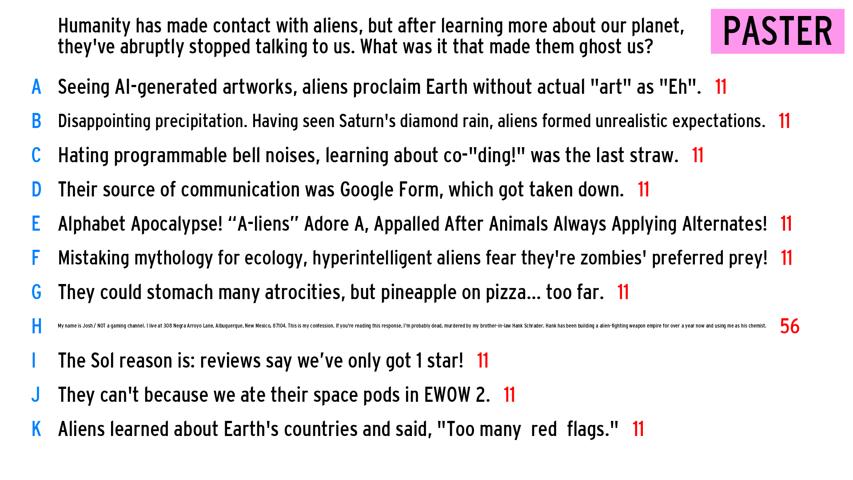 Humanity has made contact with aliens, but after learning more about our planet,
they've abruptly stopped talking to us. What was it that made them ghost us?
PASTER
A Seeing AI-generated artworks, aliens proclaim Earth without actual "art" as "Eh". 11
B Disappointing precipitation. Having seen Saturn's diamond rain, aliens formed unrealistic expectations. 11
C Hating programmable bell noises, learning about co-"ding!" was the last straw. 11
D Their source of communication was Google Form, which got taken down. 11
E Alphabet Apocalypse! “A-liens” Adore A, Appalled After Animals Always Applying Alternates! 11
F Mistaking mythology for ecology, hyperintelligent aliens fear they're zombies' preferred prey! 11
G They could stomach many atrocities, but pineapple on pizza... too far. 11
H My name is Josh/ NOT a gaming channel. I live at 308 Negra Arroyo Lane, Albuquerque, New Mexico, 87104. This is my confession. If you're reading this response, I'm probably dead, murdered by my brother-in-law Hank Schrader. Hank has been building a alien-fighting weapon empire for over a year now and using me as his chemist. 56
I The Sol reason is: reviews say we’ve only got 1 star! 11
J They can't because we ate their space pods in EWOW 2. 11
K Aliens learned about Earth's countries and said, "Too many red flags." 11